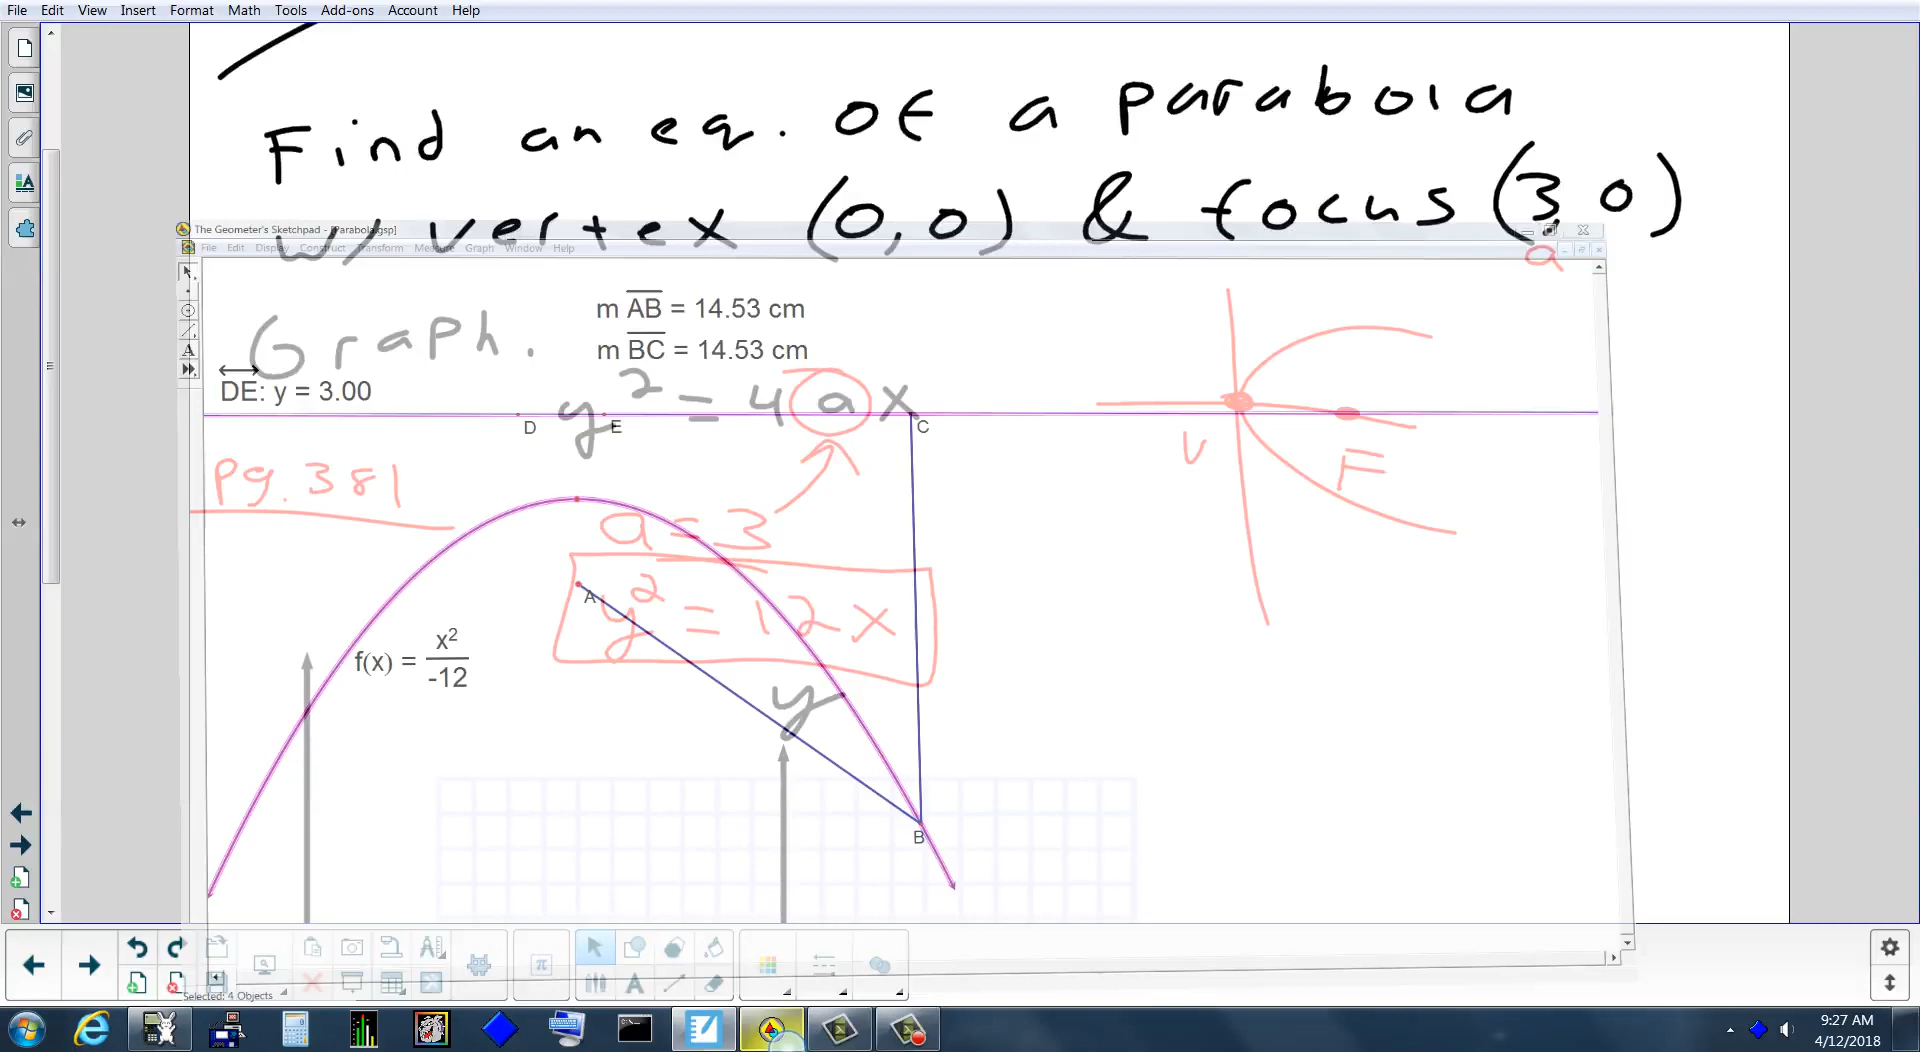 File Edit View Insert Format Math Tools Add-ons Account Help
Find an eq. of a parabola
w/ vertex (0,0) & focus (3,0)
The Geometer's Sketchpad - [Parabola.gsp]
File Edit Display Construct Transform Measure Graph Window Help
a
Graph.
m AB = 14.53 cm
m BC = 14.53 cm
DE: y = 3.00
y² = 4ax
D E C
V F
pg. 381
a = 3
A
y² = 12x
f(x) = x²/-12
y
B
Selected: 4 Objects
9:27 AM
4/12/2018